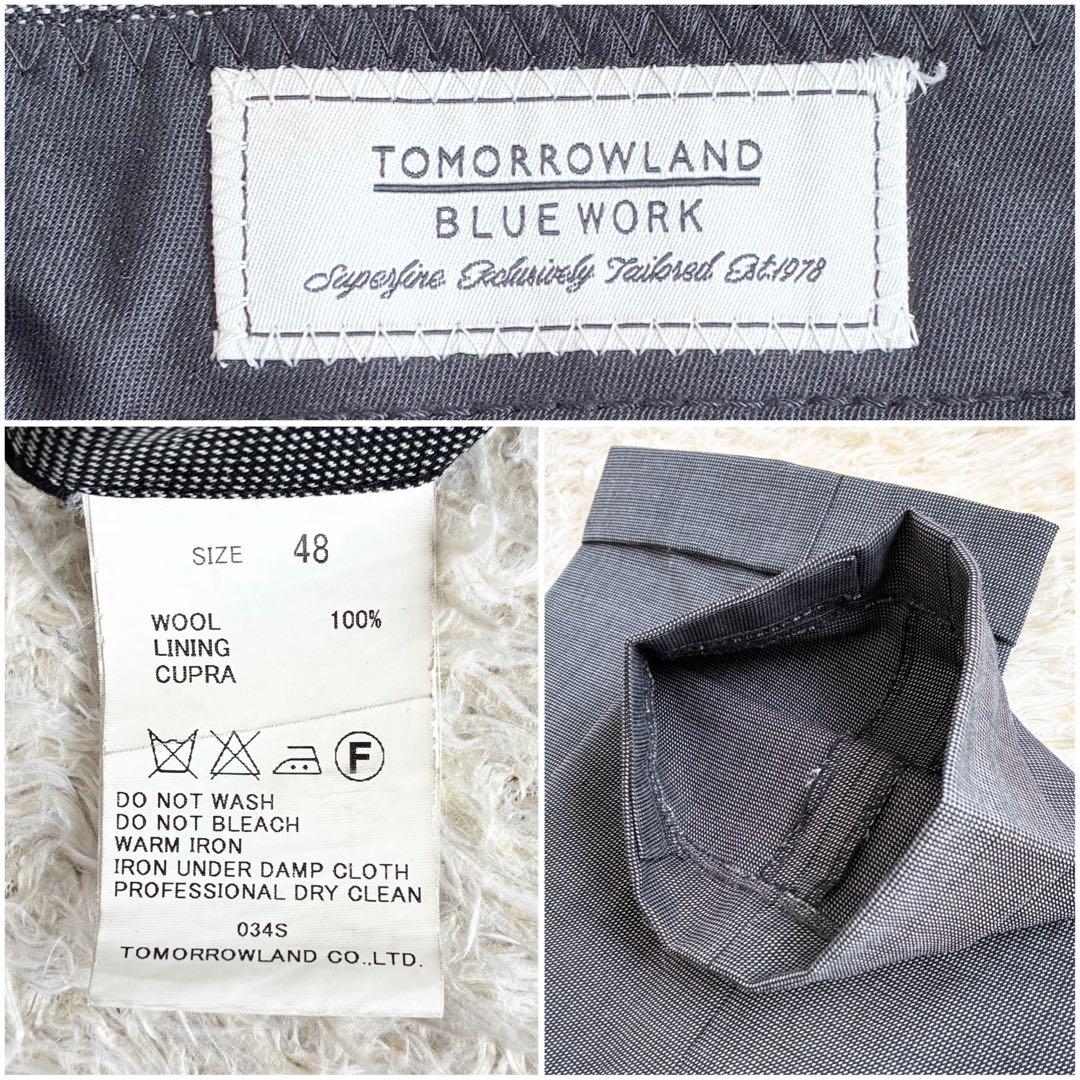 TOMORROWLAND
BLUE WORK
Superfine Exclusively Tailored Est.1978
SIZE 48
WOOL 100%
LINING
CUPRA
F
DO NOT WASH
DO NOT BLEACH
WARM IRON
IRON UNDER DAMP CLOTH
PROFESSIONAL DRY CLEAN
034S
TOMORROWLAND CO.,LTD.